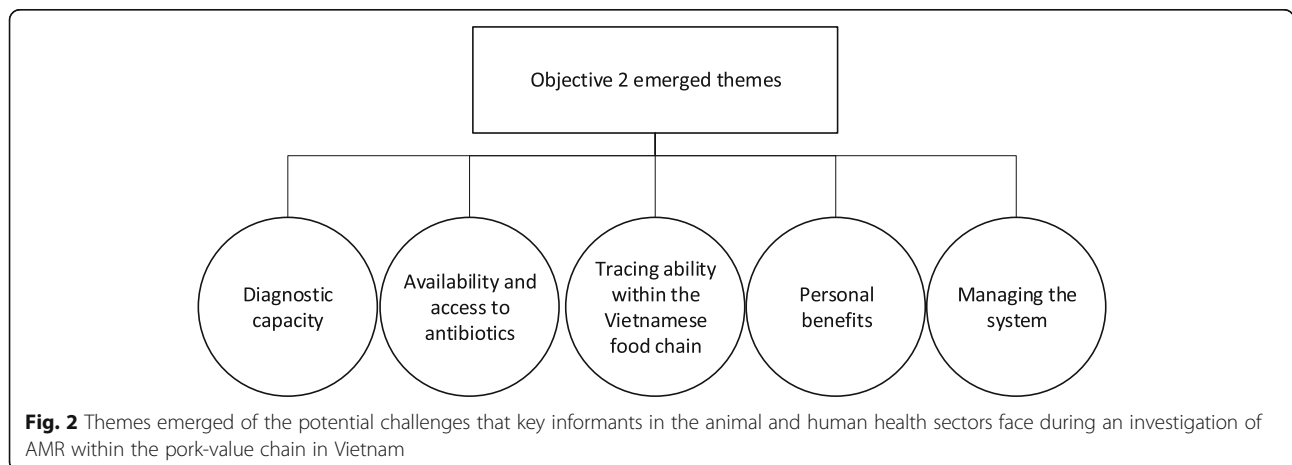 Objective 2 emerged themes
Diagnostic
capacity
Availability and
access to
antibiotics
Tracing ability
within the
Vietnamese
food chain
Personal
benefits
Managing the
system
Fig. 2 Themes emerged of the potential challenges that key informants in the animal and human health sectors face during an investigation of
AMR within the pork-value chain in Vietnam